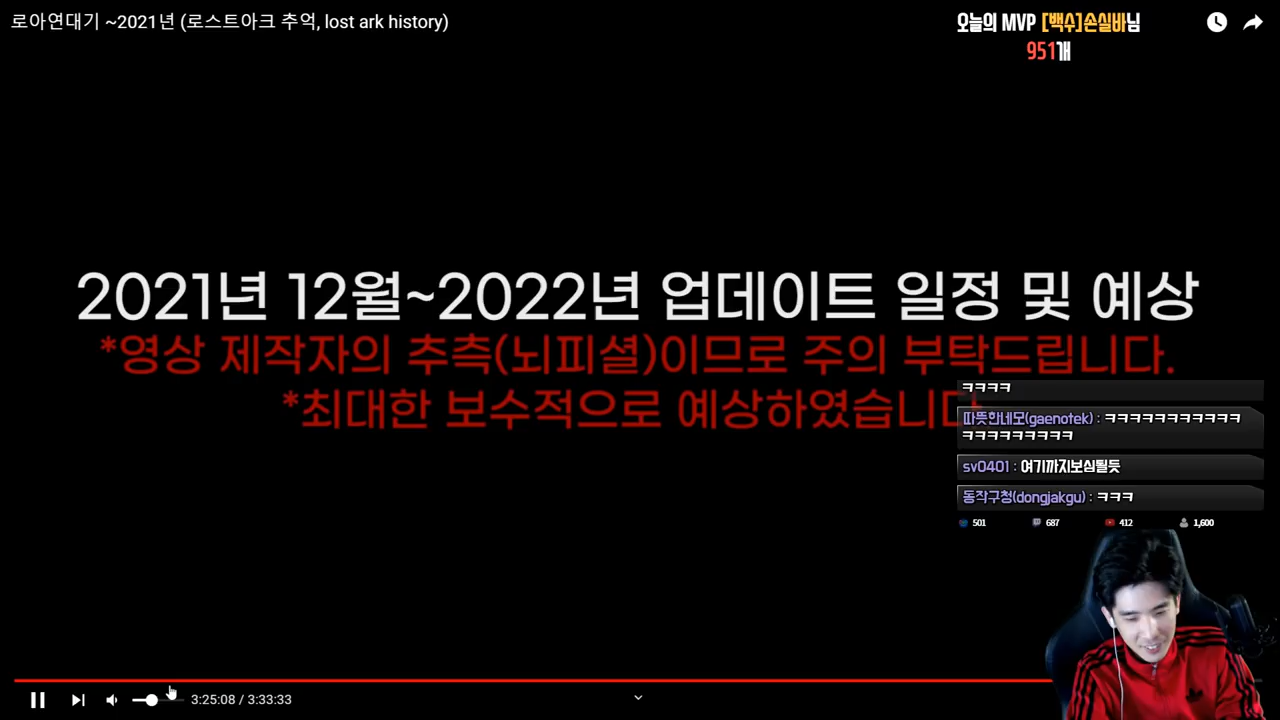 로아연대기 ~2021년 (로스트아크 추억, lost ark history)
오늘의 MVP [백수]손실바님
951개
2021년 12월~2022년 업데이트 일정 및 예상
*영상 제작자의 추측(뇌피셜)이므로 주의 부탁드립니다.
*최대한 보수적으로 예상하였습니다
ㅋㅋㅋㅋ
따뜻한네모(gaenotek) : ㅋㅋㅋㅋㅋㅋㅋㅋㅋㅋㅋ
ㅋㅋㅋㅋㅋㅋㅋㅋㅋ
sv0401 : 여기까지보심될듯
동작구청(dongjakgu) : ㅋㅋㅋ
501 687 412 1,600
3:25:08 / 3:33:33